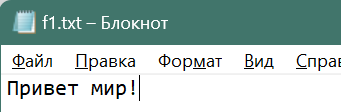 f1.txt – Блокнот
Файл Правка Формат Вид Справ
Привет мир!